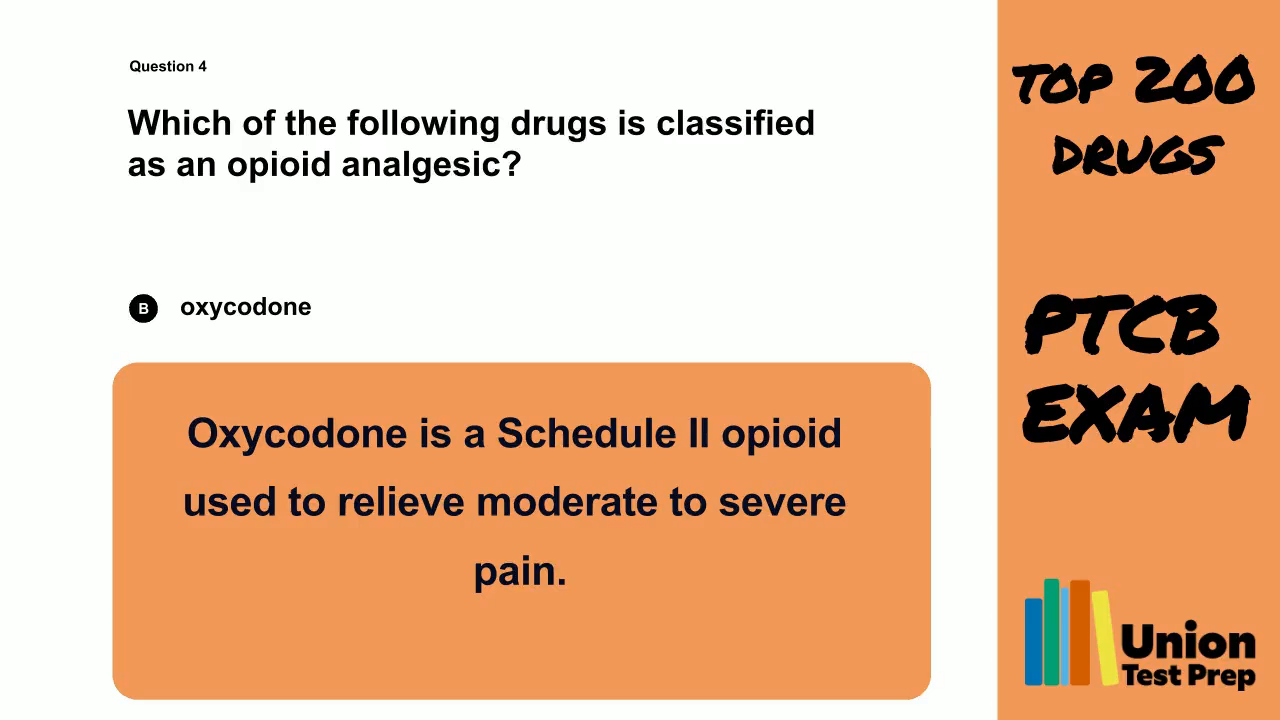 Question 4
Which of the following drugs is classified
as an opioid analgesic?
B oxycodone
Oxycodone is a Schedule II opioid
used to relieve moderate to severe
pain.
TOP 200
DRUGS
PTCB
EXAM
Union
Test Prep